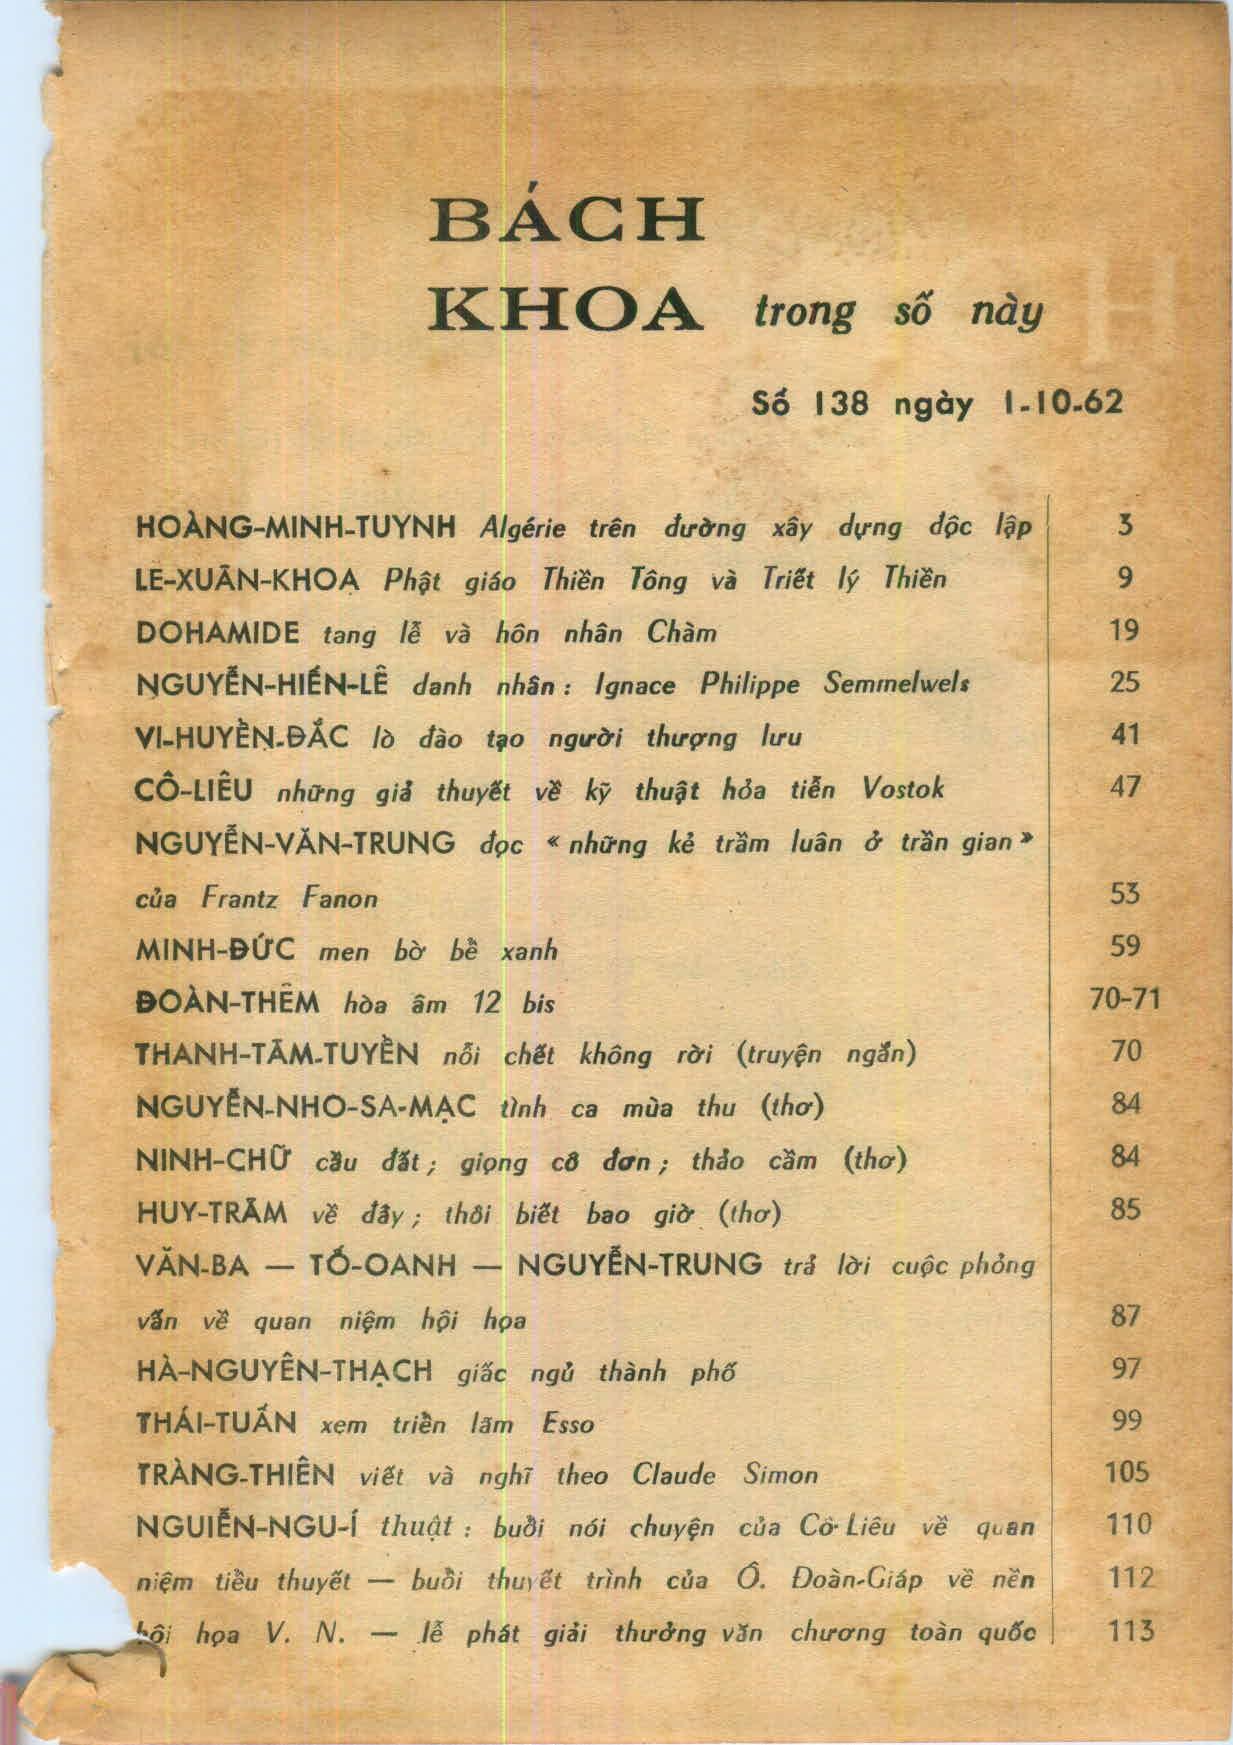 BÁCH
KHOA trong số này
Số 138 ngày 1-10-62
HOÀNG-MINH-TUYNH Algérie trên đường xây dựng độc lập 3
LÊ-XUÂN-KHOA Phật giáo Thiền Tông và Triết lý Thiền 9
DOHAMIDE tang lễ và hôn nhân Chàm 19
NGUYỄN-HIẾN-LÊ danh nhân : Ignace Philippe Semmelwels 25
VI-HUYỀN-ĐẮC lò đào tạo người thượng lưu 41
CÔ-LIÊU những giả thuyết về kỹ thuật hỏa tiễn Vostok 47
NGUYỄN-VĂN-TRUNG đọc « những kẻ trầm luân ở trần gian »
của Frantz Fanon 53
MINH-ĐỨC men bờ bể xanh 59
ĐOÀN-THÊM hòa âm 12 bis 70-71
THANH-TÂM-TUYỀN nỗi chết không rời (truyện ngắn) 70
NGUYỄN-NHO-SA-MẠC tình ca mùa thu (thơ) 84
NINH-CHỮ cầu đất ; giọng cô đơn ; thảo cầm (thơ) 84
HUY-TRÂM về đây ; thôi biết bao giờ (thơ) 85
VĂN-BA — TỐ-OANH — NGUYỄN-TRUNG trả lời cuộc phỏng
vấn về quan niệm hội họa 87
HÀ-NGUYÊN-THẠCH giấc ngủ thành phố 97
THÁI-TUẤN xem triển lãm Esso 99
TRÀNG-THIÊN viết và nghĩ theo Claude Simon 105
NGUIỄN-NGU-Í thuật : buổi nói chuyện của Cô-Liêu về quan 110
niệm tiểu thuyết — buổi thuyết trình của Ô. Đoàn-Giáp về nền 112
hội họa V. N. — lễ phát giải thưởng văn chương toàn quốc 113